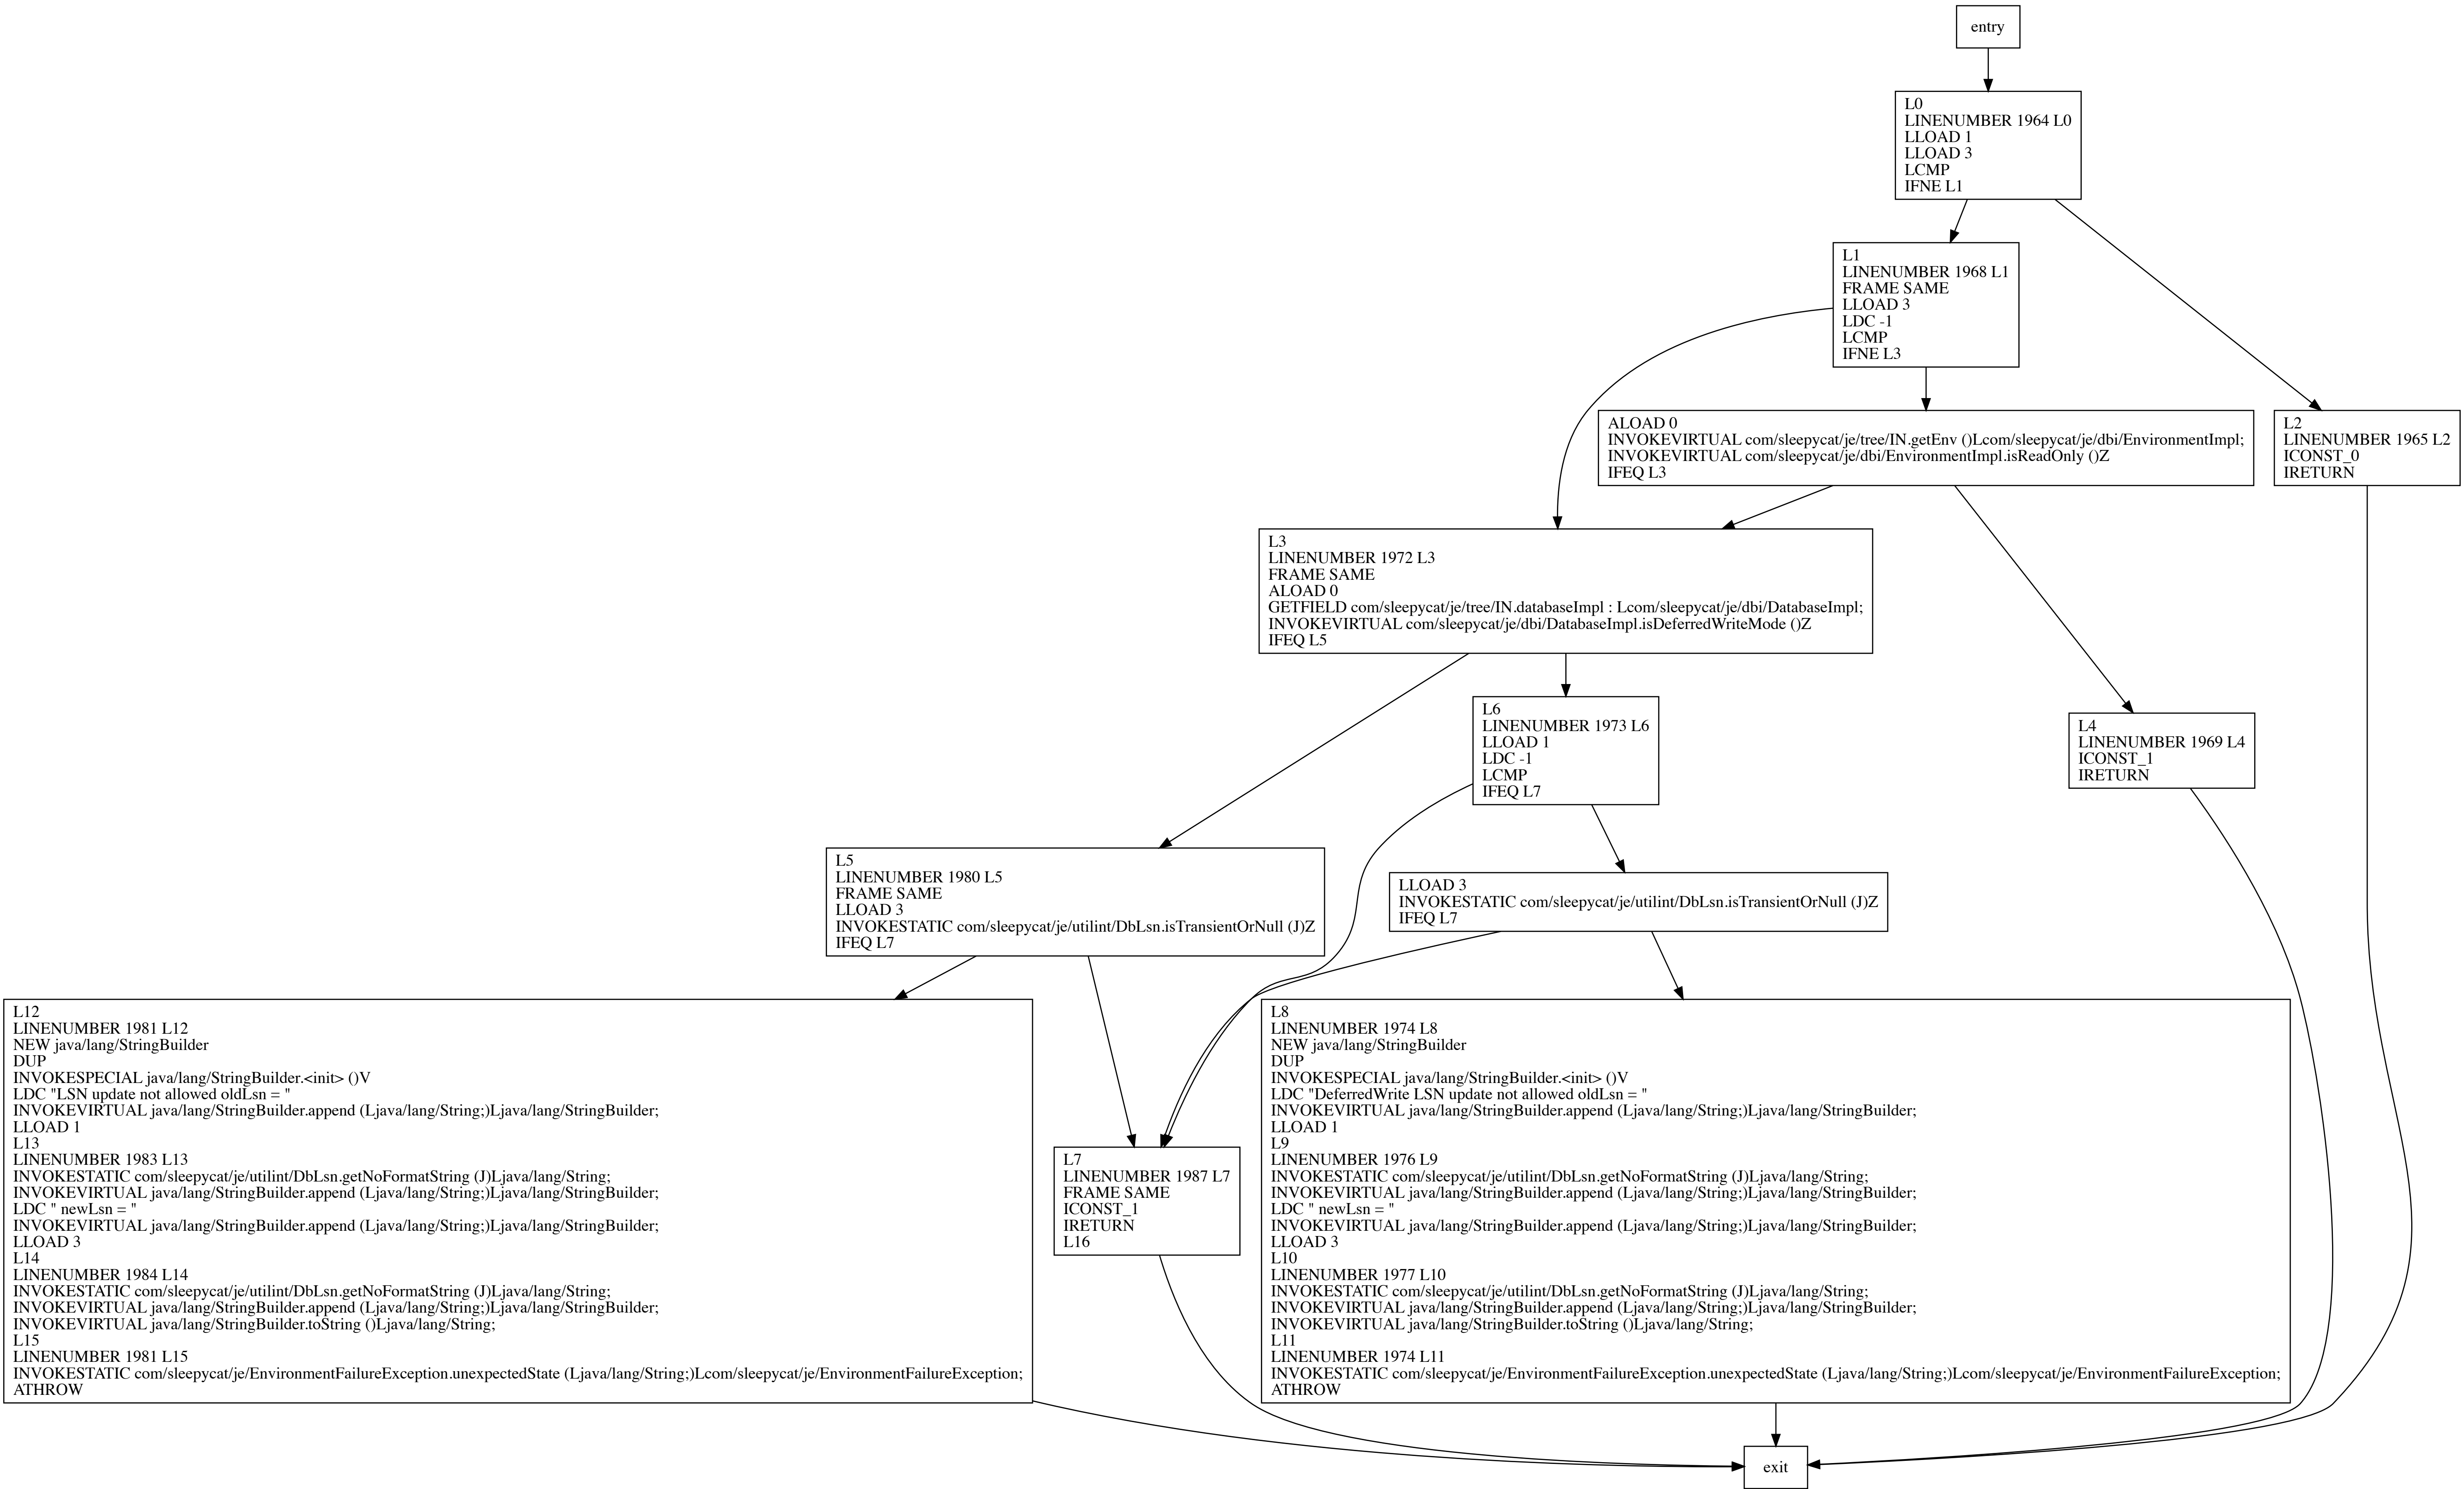 entry
L0
LINENUMBER 1964 L0
LLOAD 1
LLOAD 3
LCMP
IFNE L1
L1
LINENUMBER 1968 L1
FRAME SAME
LLOAD 3
LDC -1
LCMP
IFNE L3
ALOAD 0
INVOKEVIRTUAL com/sleepycat/je/tree/IN.getEnv ()Lcom/sleepycat/je/dbi/EnvironmentImpl;
INVOKEVIRTUAL com/sleepycat/je/dbi/EnvironmentImpl.isReadOnly ()Z
IFEQ L3
L2
LINENUMBER 1965 L2
ICONST_0
IRETURN
L3
LINENUMBER 1972 L3
FRAME SAME
ALOAD 0
GETFIELD com/sleepycat/je/tree/IN.databaseImpl : Lcom/sleepycat/je/dbi/DatabaseImpl;
INVOKEVIRTUAL com/sleepycat/je/dbi/DatabaseImpl.isDeferredWriteMode ()Z
IFEQ L5
L6
LINENUMBER 1973 L6
LLOAD 1
LDC -1
LCMP
IFEQ L7
L4
LINENUMBER 1969 L4
ICONST_1
IRETURN
L5
LINENUMBER 1980 L5
FRAME SAME
LLOAD 3
INVOKESTATIC com/sleepycat/je/utilint/DbLsn.isTransientOrNull (J)Z
IFEQ L7
LLOAD 3
INVOKESTATIC com/sleepycat/je/utilint/DbLsn.isTransientOrNull (J)Z
IFEQ L7
L12
LINENUMBER 1981 L12
NEW java/lang/StringBuilder
DUP
INVOKESPECIAL java/lang/StringBuilder.<init> ()V
LDC "LSN update not allowed oldLsn = "
INVOKEVIRTUAL java/lang/StringBuilder.append (Ljava/lang/String;)Ljava/lang/StringBuilder;
LLOAD 1
L13
LINENUMBER 1983 L13
INVOKESTATIC com/sleepycat/je/utilint/DbLsn.getNoFormatString (J)Ljava/lang/String;
INVOKEVIRTUAL java/lang/StringBuilder.append (Ljava/lang/String;)Ljava/lang/StringBuilder;
LDC " newLsn = "
INVOKEVIRTUAL java/lang/StringBuilder.append (Ljava/lang/String;)Ljava/lang/StringBuilder;
LLOAD 3
L14
LINENUMBER 1984 L14
INVOKESTATIC com/sleepycat/je/utilint/DbLsn.getNoFormatString (J)Ljava/lang/String;
INVOKEVIRTUAL java/lang/StringBuilder.append (Ljava/lang/String;)Ljava/lang/StringBuilder;
INVOKEVIRTUAL java/lang/StringBuilder.toString ()Ljava/lang/String;
L15
LINENUMBER 1981 L15
INVOKESTATIC com/sleepycat/je/EnvironmentFailureException.unexpectedState (Ljava/lang/String;)Lcom/sleepycat/je/EnvironmentFailureException;
ATHROW
L7
LINENUMBER 1987 L7
FRAME SAME
ICONST_1
IRETURN
L16
L8
LINENUMBER 1974 L8
NEW java/lang/StringBuilder
DUP
INVOKESPECIAL java/lang/StringBuilder.<init> ()V
LDC "DeferredWrite LSN update not allowed oldLsn = "
INVOKEVIRTUAL java/lang/StringBuilder.append (Ljava/lang/String;)Ljava/lang/StringBuilder;
LLOAD 1
L9
LINENUMBER 1976 L9
INVOKESTATIC com/sleepycat/je/utilint/DbLsn.getNoFormatString (J)Ljava/lang/String;
INVOKEVIRTUAL java/lang/StringBuilder.append (Ljava/lang/String;)Ljava/lang/StringBuilder;
LDC " newLsn = "
INVOKEVIRTUAL java/lang/StringBuilder.append (Ljava/lang/String;)Ljava/lang/StringBuilder;
LLOAD 3
L10
LINENUMBER 1977 L10
INVOKESTATIC com/sleepycat/je/utilint/DbLsn.getNoFormatString (J)Ljava/lang/String;
INVOKEVIRTUAL java/lang/StringBuilder.append (Ljava/lang/String;)Ljava/lang/StringBuilder;
INVOKEVIRTUAL java/lang/StringBuilder.toString ()Ljava/lang/String;
L11
LINENUMBER 1974 L11
INVOKESTATIC com/sleepycat/je/EnvironmentFailureException.unexpectedState (Ljava/lang/String;)Lcom/sleepycat/je/EnvironmentFailureException;
ATHROW
exit